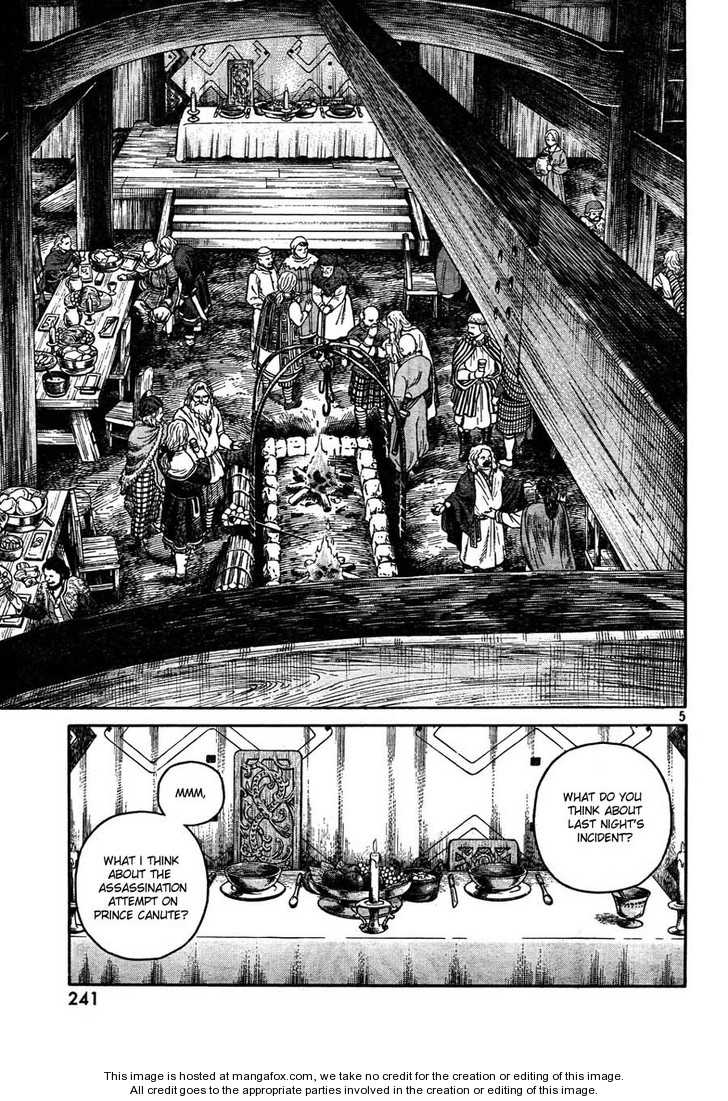 5
WHAT DO YOU
THINK ABOUT
LAST NIGHT'S
INCIDENT?
MMM,
WHAT I THINK
ABOUT THE
ASSASSINATION
ATTEMPT ON
PRINCE CANUTE?
241
This image is hosted at mangafox.com, we take no credit for the creation or editing of this image.
All credit goes to the appropriate parties involved in the creation or editing of this image.